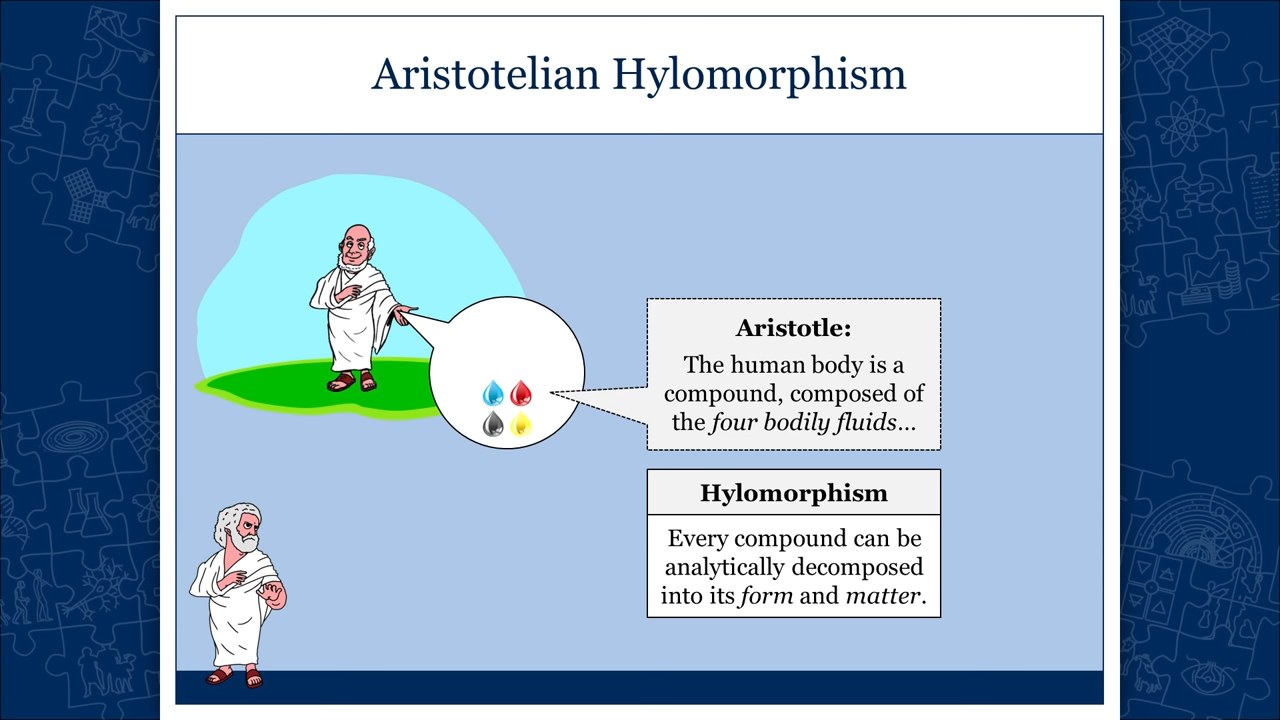 Aristotelian Hylomorphism
Aristotle:
The human body is a
compound, composed of
the four bodily fluids...
Hylomorphism
Every compound can be
analytically decomposed
into its form and matter.